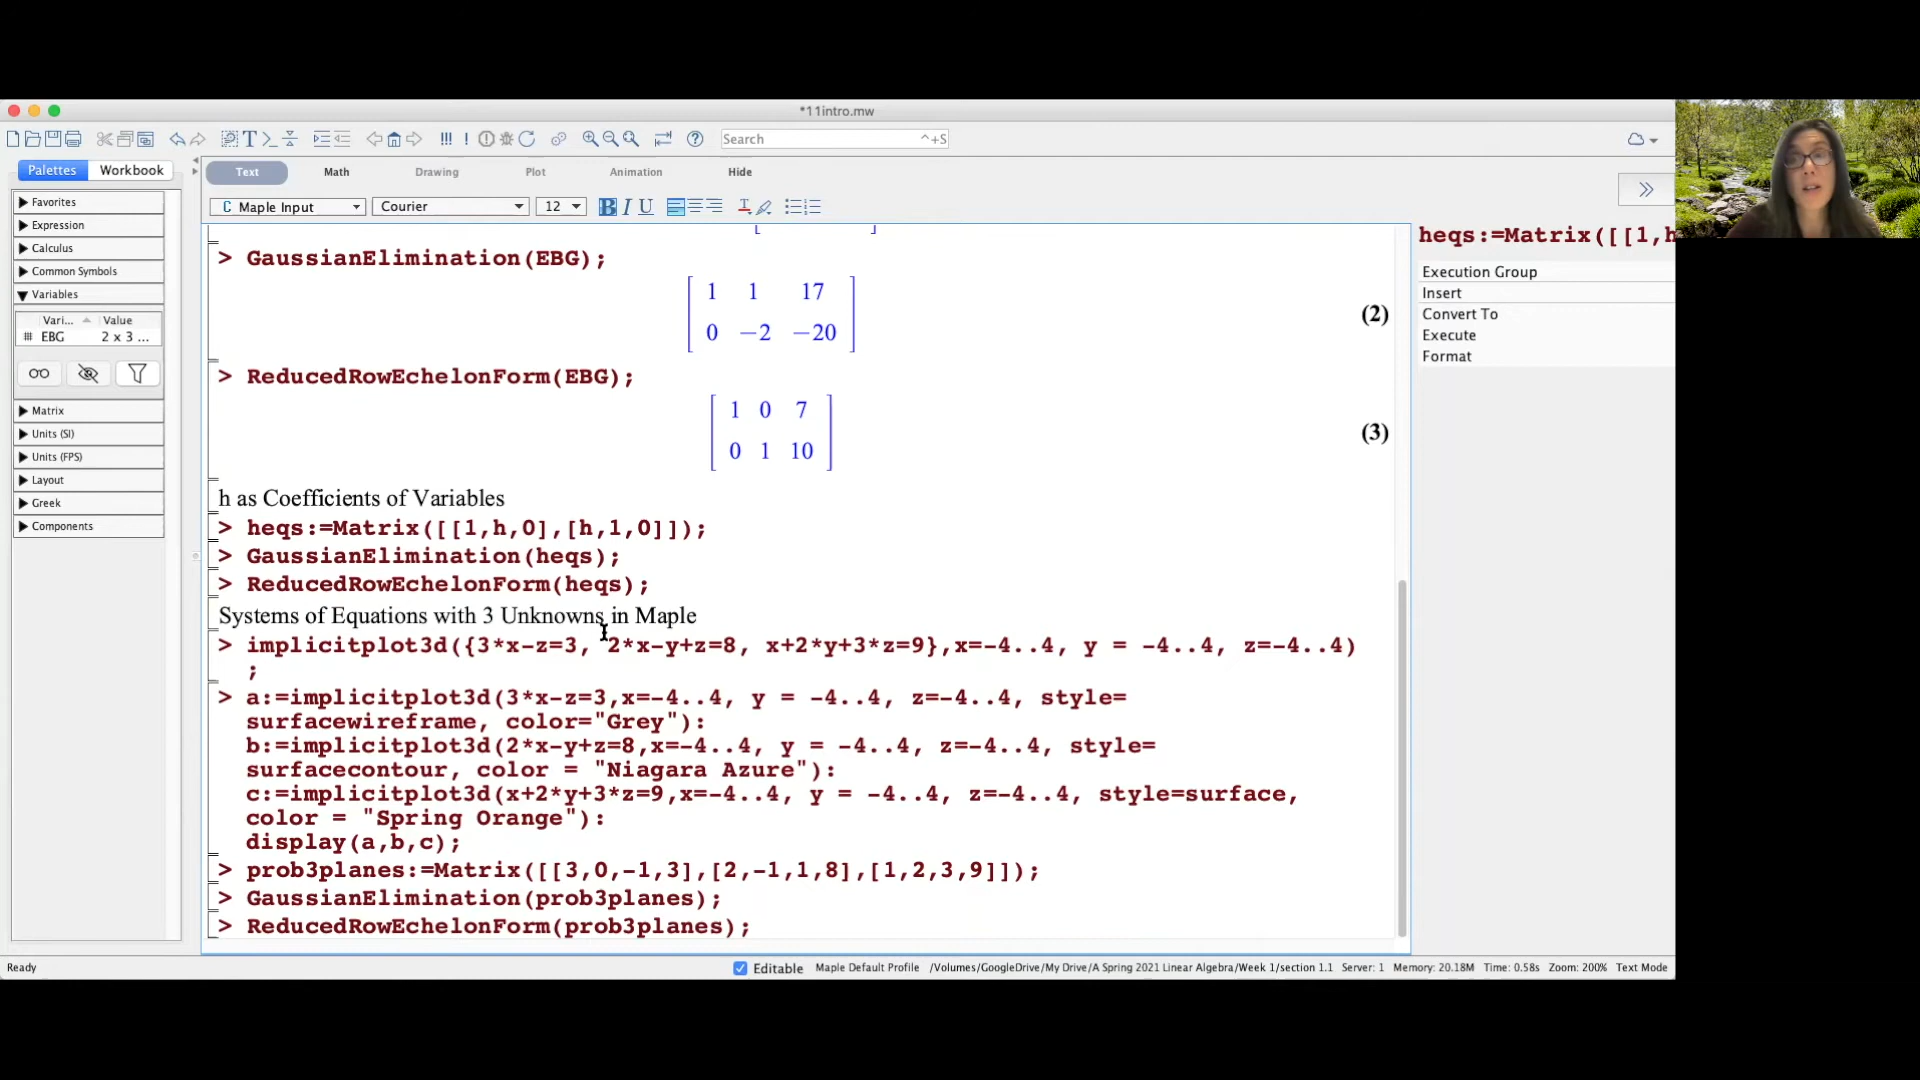 *11intro.mw
Search ^+S
Palettes Workbook
Text Math Drawing Plot Animation Hide
C Maple Input Courier 12 B I U
Favorites
Expression
Calculus
Common Symbols
Variables
Vari... Value
# EBG 2 x 3 ...
Matrix
Units (SI)
Units (FPS)
Layout
Greek
Components
> GaussianElimination(EBG);
1 1 17
0 −2 −20
(2)
> ReducedRowEchelonForm(EBG);
1 0 7
0 1 10
(3)
h as Coefficients of Variables
> heqs:=Matrix([[1,h,0],[h,1,0]]);
> GaussianElimination(heqs);
> ReducedRowEchelonForm(heqs);
Systems of Equations with 3 Unknowns in Maple
> implicitplot3d({3*x-z=3, 2*x-y+z=8, x+2*y+3*z=9},x=-4..4, y = -4..4, z=-4..4)
;
> a:=implicitplot3d(3*x-z=3,x=-4..4, y = -4..4, z=-4..4, style=
surfacewireframe, color="Grey"):
b:=implicitplot3d(2*x-y+z=8,x=-4..4, y = -4..4, z=-4..4, style=
surfacecontour, color = "Niagara Azure"):
c:=implicitplot3d(x+2*y+3*z=9,x=-4..4, y = -4..4, z=-4..4, style=surface,
color = "Spring Orange"):
display(a,b,c);
> prob3planes:=Matrix([[3,0,-1,3],[2,-1,1,8],[1,2,3,9]]);
> GaussianElimination(prob3planes);
> ReducedRowEchelonForm(prob3planes);
heqs:=Matrix([[1,h
Execution Group
Insert
Convert To
Execute
Format
Ready
Editable Maple Default Profile /Volumes/GoogleDrive/My Drive/A Spring 2021 Linear Algebra/Week 1/section 1.1 Server: 1 Memory: 20.18M Time: 0.58s Zoom: 200% Text Mode